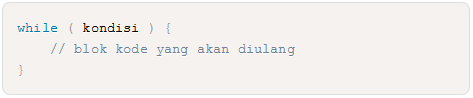 while ( kondisi ) {
    // blok kode yang akan diulang
}